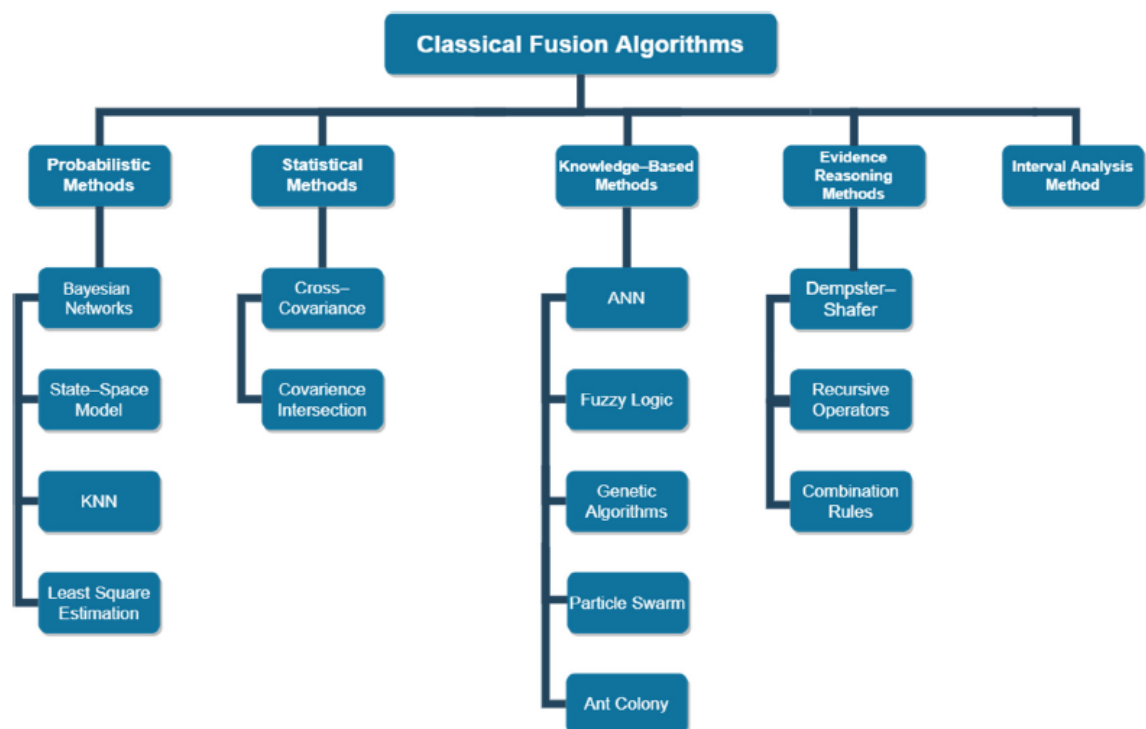 Classical Fusion Algorithms
Probabilistic
Methods
Statistical
Methods
Knowledge–Based
Methods
Evidence
Reasoning
Methods
Interval Analysis
Method
Bayesian
Networks
State–Space
Model
KNN
Least Square
Estimation
Cross–
Covariance
Covarience
Intersection
ANN
Fuzzy Logic
Genetic
Algorithms
Particle Swarm
Ant Colony
Dempster–
Shafer
Recursive
Operators
Combination
Rules